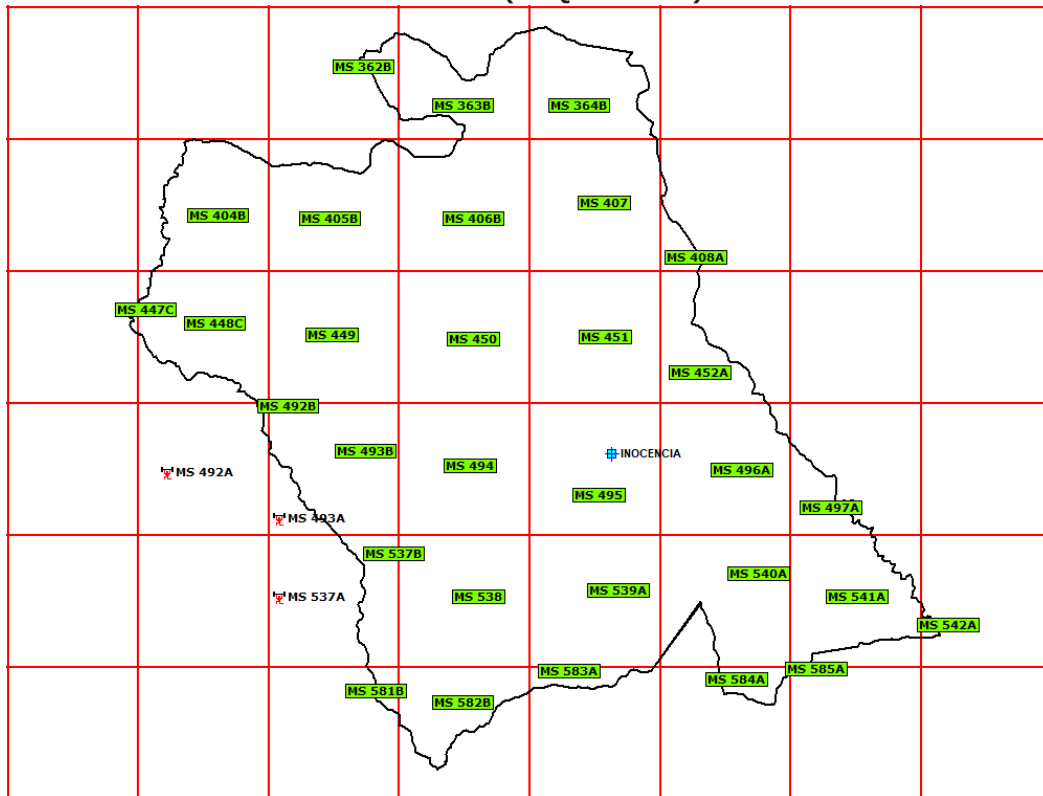 MS 362B
MS 363B
MS 364B
MS 404B
MS 405B
MS 406B
MS 407
MS 408A
MS 447C
MS 448C
MS 449
MS 450
MS 451
MS 452A
MS 492B
MS 493B
MS 494
INOCENCIA
MS 492A
MS 495
MS 496A
MS 497A
MS 493A
MS 537B
MS 537A
MS 538
MS 539A
MS 540A
MS 541A
MS 542A
MS 581B
MS 582B
MS 583A
MS 584A
MS 585A